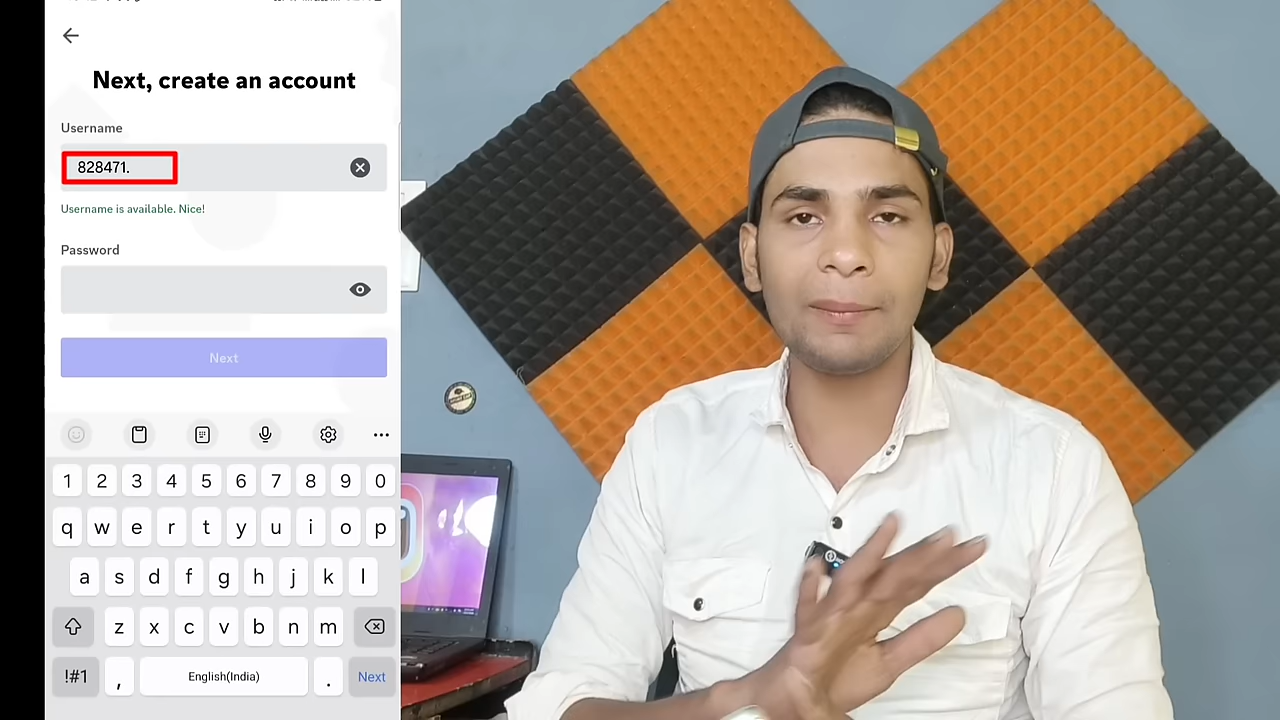 Next, create an account
Username
828471.
Username is available. Nice!
Password
Next
1 2 3 4 5 6 7 8 9 0
q w e r t y u i o p
a s d f g h j k l
z x c v b n m
!#1 , English(India) . Next